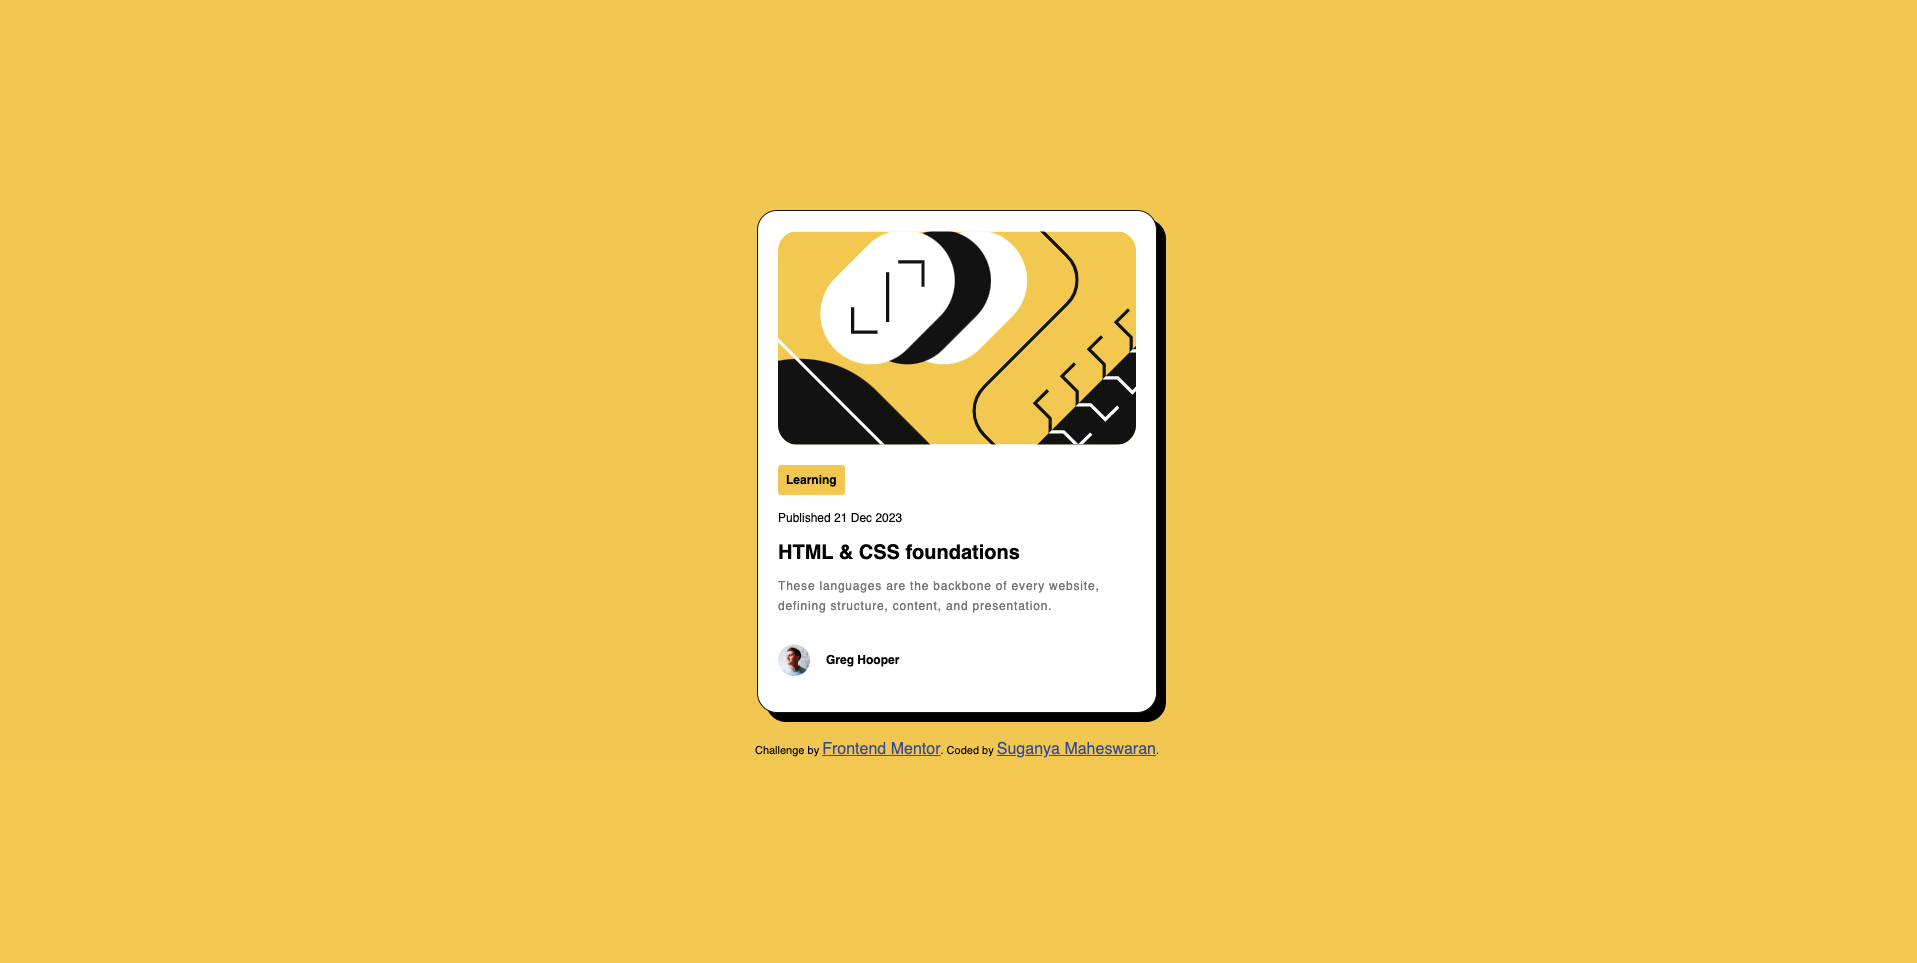 Learning
Published 21 Dec 2023
HTML & CSS foundations
These languages are the backbone of every website,
defining structure, content, and presentation.
Greg Hooper
Challenge by Frontend Mentor. Coded by Suganya Maheswaran.